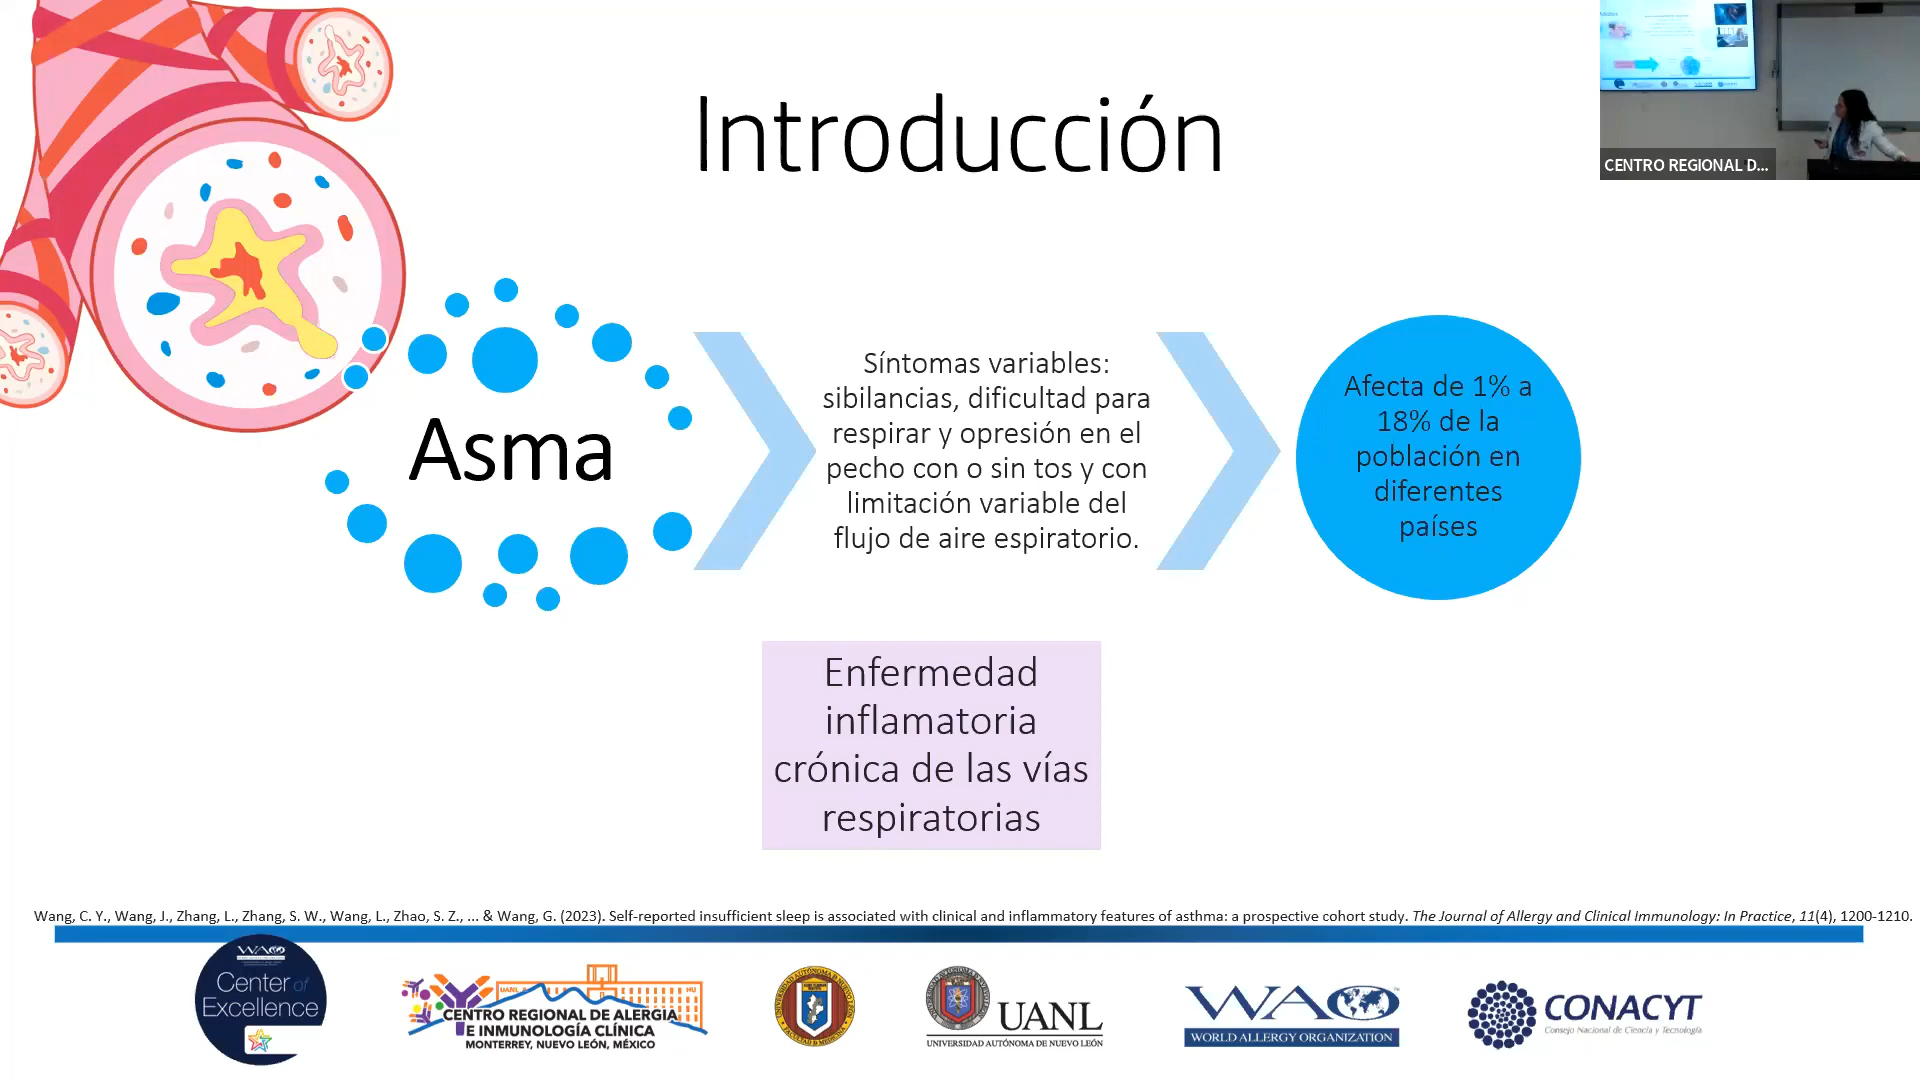 Introducción
CENTRO REGIONAL D...
Asma
Síntomas variables:
sibilancias, dificultad para
respirar y opresión en el
pecho con o sin tos y con
limitación variable del
flujo de aire espiratorio.
Afecta de 1% a
18% de la
población en
diferentes
países
Enfermedad
inflamatoria
crónica de las vías
respiratorias
Wang, C. Y., Wang, J., Zhang, L., Zhang, S. W., Wang, L., Zhao, S. Z., ... & Wang, G. (2023). Self-reported insufficient sleep is associated with clinical and inflammatory features of asthma: a prospective cohort study. The Journal of Allergy and Clinical Immunology: In Practice, 11(4), 1200-1210.
WAO
Center of
Excellence
UANL
HU
CENTRO REGIONAL DE ALERGIA
E INMUNOLOGÍA CLÍNICA
MONTERREY, NUEVO LEÓN, MÉXICO
UANL
UNIVERSIDAD AUTÓNOMA DE NUEVO LEÓN
WAO
WORLD ALLERGY ORGANIZATION
CONACYT
Consejo Nacional de Ciencia y Tecnología